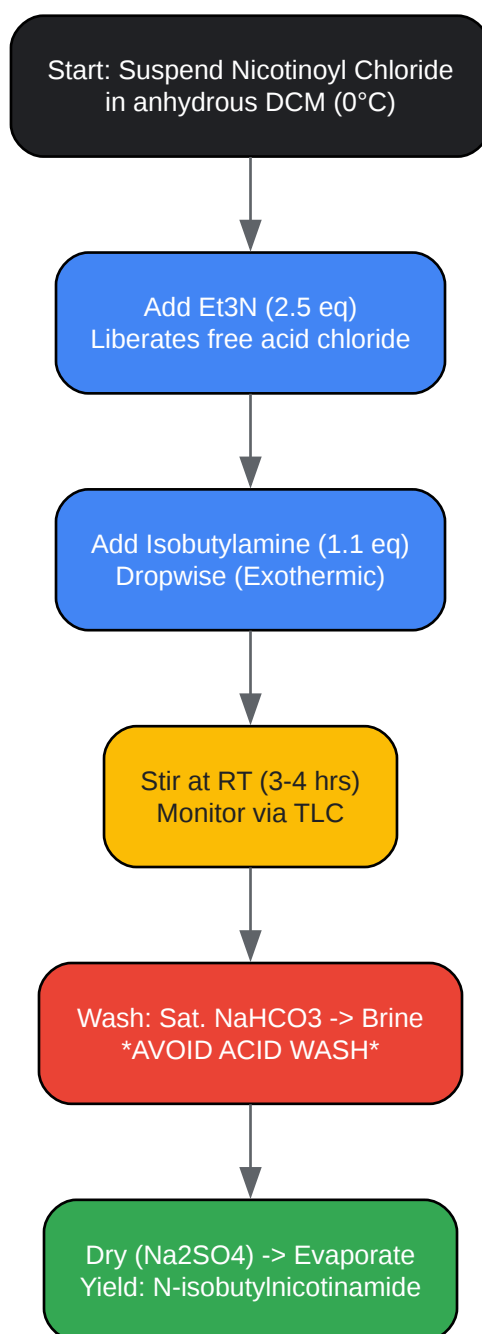 Start: Suspend Nicotinoyl Chloride
in anhydrous DCM (0°C)
Add Et3N (2.5 eq)
Liberates free acid chloride
Add Isobutylamine (1.1 eq)
Dropwise (Exothermic)
Stir at RT (3-4 hrs)
Monitor via TLC
Wash: Sat. NaHCO3 -> Brine
*AVOID ACID WASH*
Dry (Na2SO4) -> Evaporate
Yield: N-isobutylnicotinamide